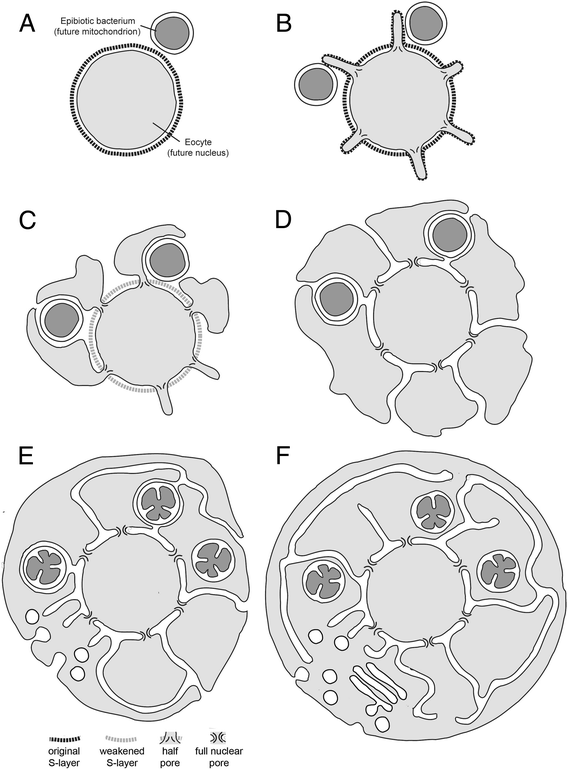 A
Epibiotic bacterium
(future mitochondrion)
Eocyte
(future nucleus)
B
C
D
E
F
original
S-layer
weakened
S-layer
half
pore
full nuclear
pore